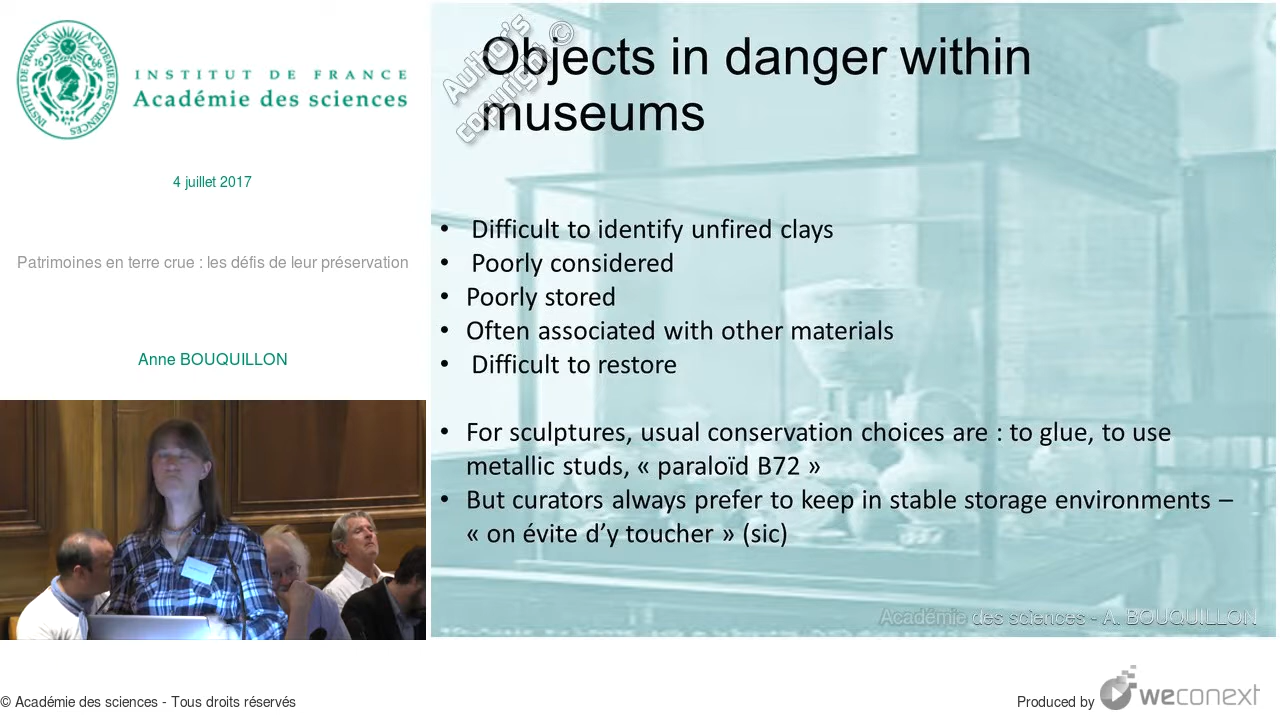 INSTITUT DE FRANCE
Académie des sciences
4 juillet 2017
Patrimoines en terre crue : les défis de leur préservation
Anne BOUQUILLON
Author's
copyright ©
Objects in danger within
museums
• Difficult to identify unfired clays
• Poorly considered
• Poorly stored
• Often associated with other materials
• Difficult to restore
• For sculptures, usual conservation choices are : to glue, to use
metallic studs, « paraloïd B72 »
• But curators always prefer to keep in stable storage environments –
« on évite d’y toucher » (sic)
Académie des sciences - A. BOUQUILLON
© Académie des sciences - Tous droits réservés
Produced by weconext